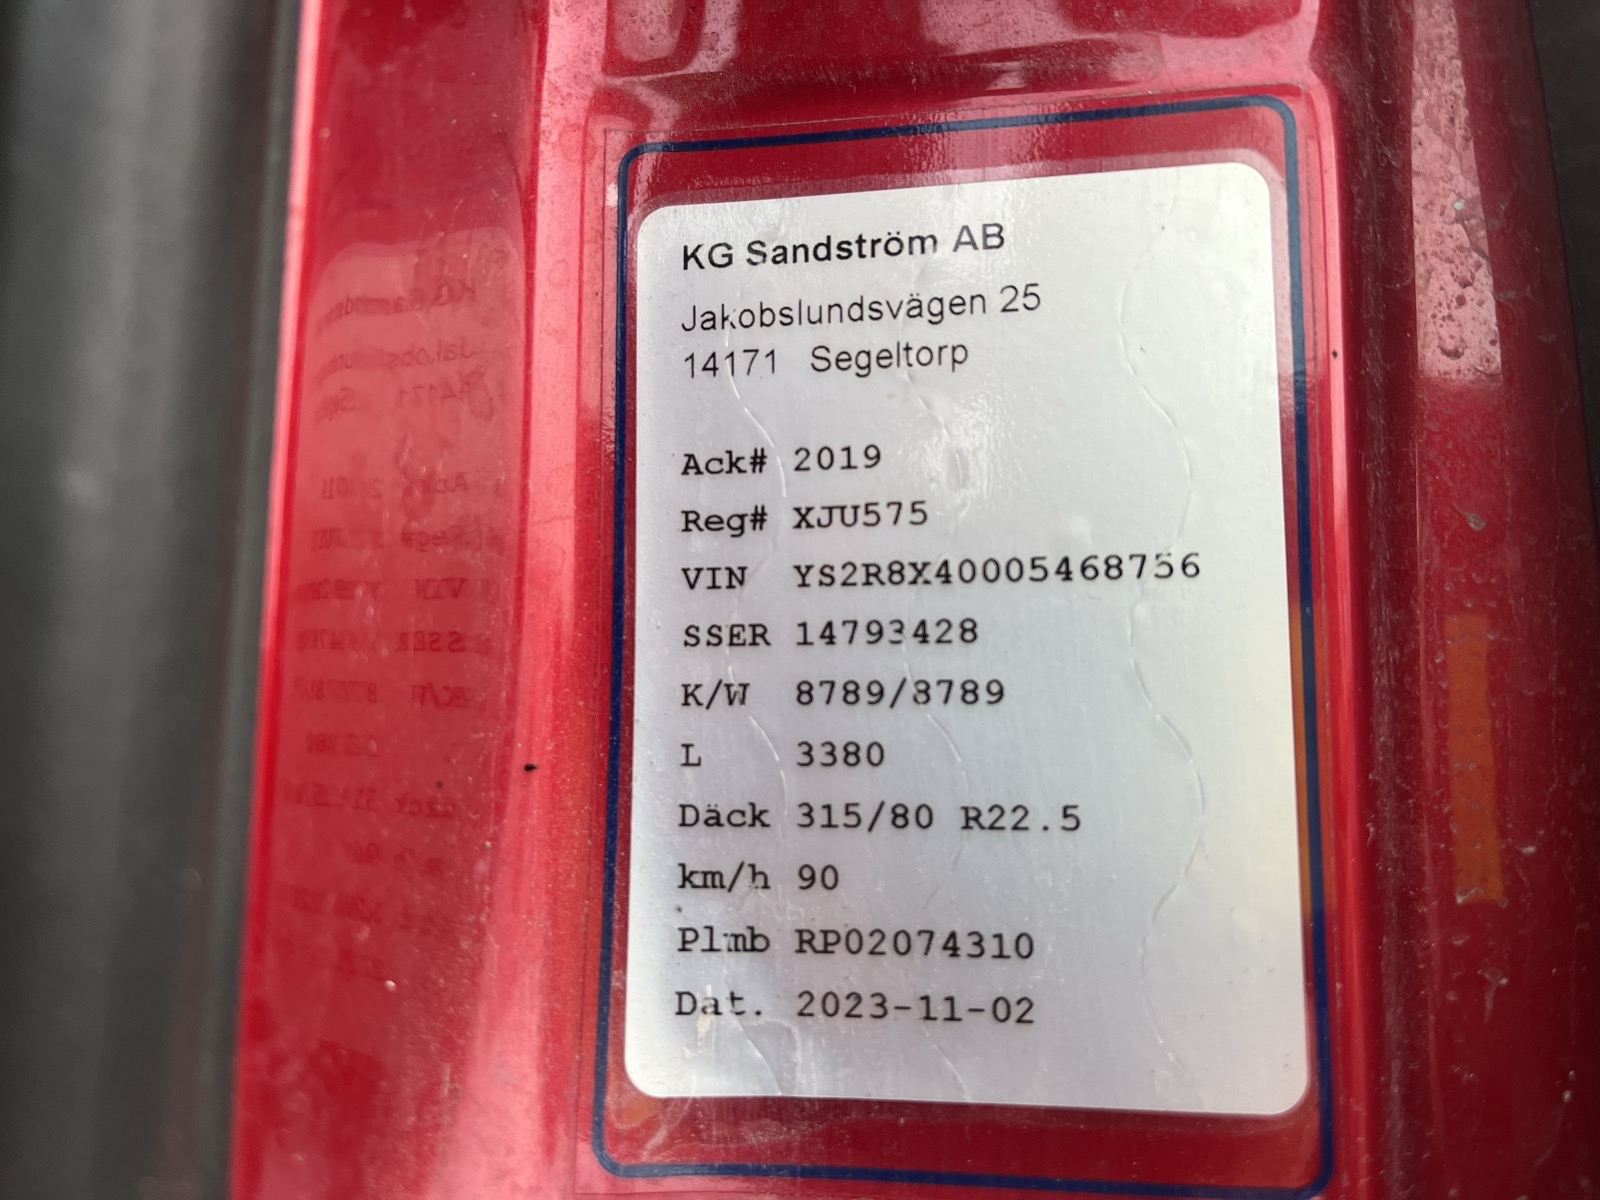 KG Sandström AB
Jakobslundsvägen 25
14171 Segeltorp
Ack# 2019
Reg# XJU575
VIN YS2R8X40005468756
SSER 14793428
K/W 8789/8789
L 3380
Däck 315/80 R22.5
km/h 90
Plmb RP02074310
Dat. 2023-11-02